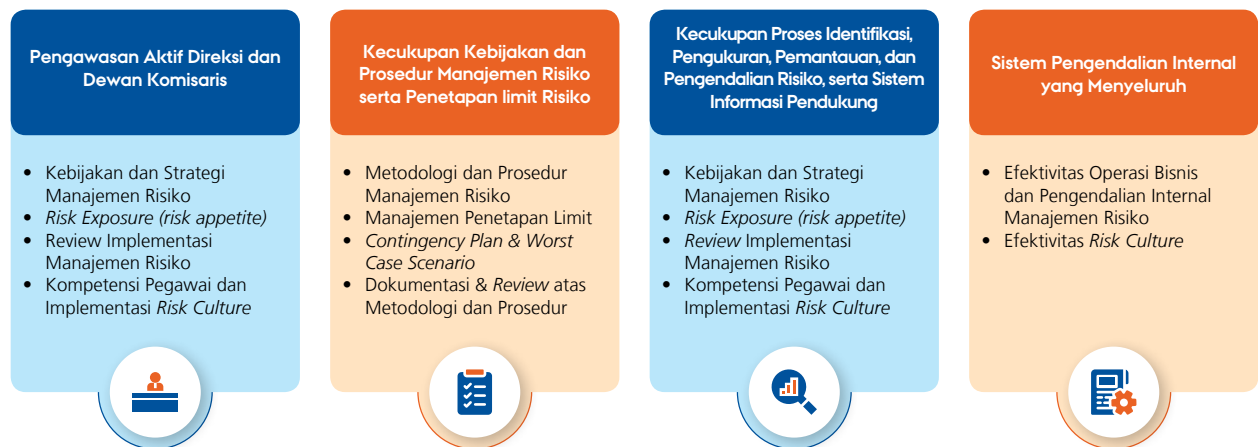 Pengawasan Aktif Direksi dan
Dewan Komisaris
• Kebijakan dan Strategi
Manajemen Risiko
• Risk Exposure (risk appetite)
• Review Implementasi
Manajemen Risiko
• Kompetensi Pegawai dan
Implementasi Risk Culture
Kecukupan Kebijakan dan
Prosedur Manajemen Risiko
serta Penetapan limit Risiko
• Metodologi dan Prosedur
Manajemen Risiko
• Manajemen Penetapan Limit
• Contingency Plan & Worst
Case Scenario
• Dokumentasi & Review atas
Metodologi dan Prosedur
Kecukupan Proses Identifikasi,
Pengukuran, Pemantauan, dan
Pengendalian Risiko, serta Sistem
Informasi Pendukung
• Kebijakan dan Strategi
Manajemen Risiko
• Risk Exposure (risk appetite)
• Review Implementasi
Manajemen Risiko
• Kompetensi Pegawai dan
Implementasi Risk Culture
Sistem Pengendalian Internal
yang Menyeluruh
• Efektivitas Operasi Bisnis
dan Pengendalian Internal
Manajemen Risiko
• Efektivitas Risk Culture